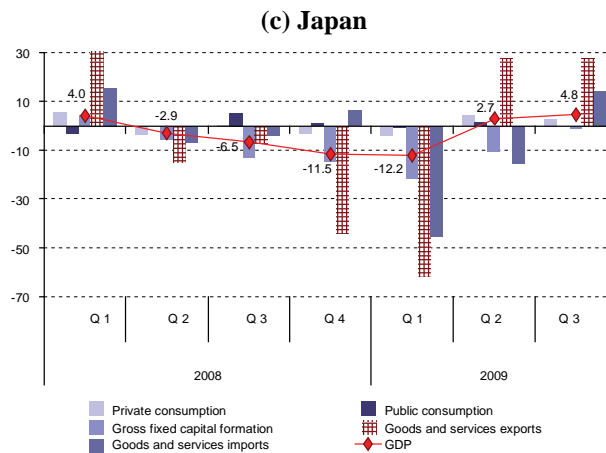 (c) Japan
30
10
-10
-30
-50
-70
4.0
-2.9
-6.5
-11.5
-12.2
2.7
4.8
Q 1 Q 2 Q 3 Q 4 Q 1 Q 2 Q 3
2008 2009
Private consumption Public consumption
Gross fixed capital formation Goods and services exports
Goods and services imports GDP